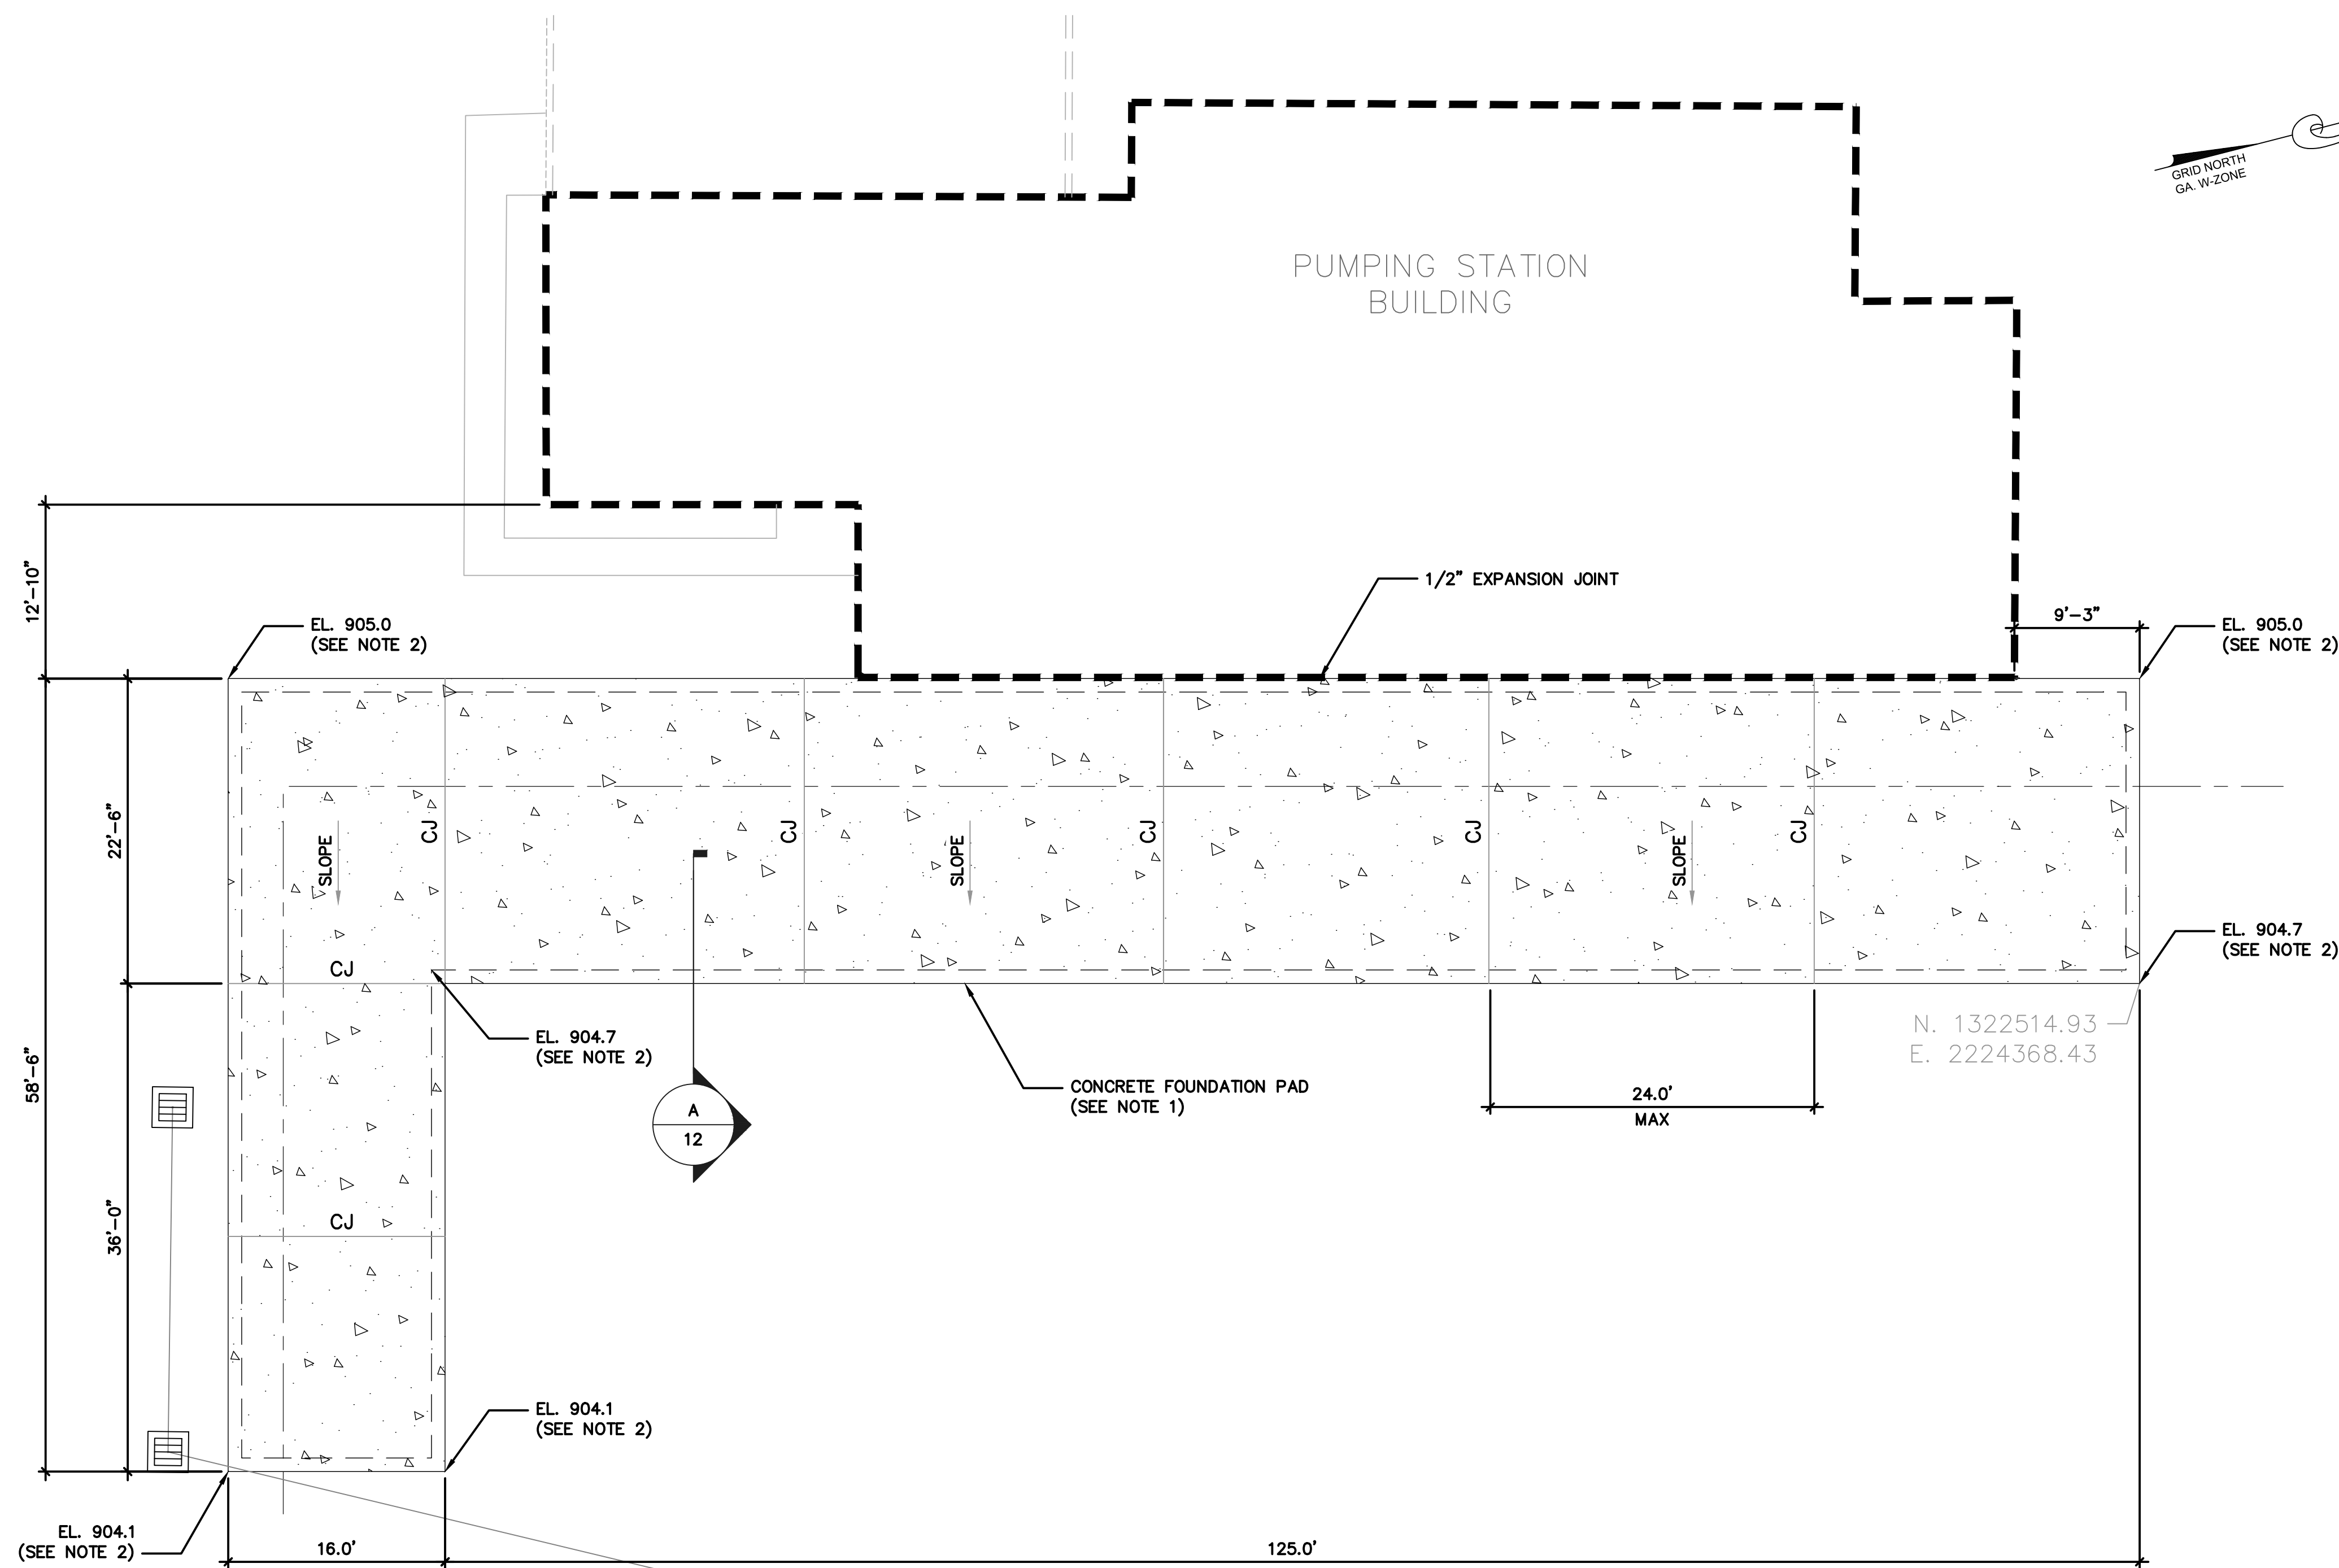 GRID NORTH
GA. W-ZONE
PUMPING STATION
BUILDING
1/2" EXPANSION JOINT
12'-10"
9'-3"
EL. 905.0
(SEE NOTE 2)
EL. 905.0
(SEE NOTE 2)
22'-6"
SLOPE
CJ
CJ
SLOPE
CJ
CJ
SLOPE
CJ
EL. 904.7
(SEE NOTE 2)
CJ
EL. 904.7
(SEE NOTE 2)
N. 1322514.93
E. 2224368.43
58'-6"
CONCRETE FOUNDATION PAD
(SEE NOTE 1)
24.0'
MAX
A
12
36'-0"
CJ
EL. 904.1
(SEE NOTE 2)
EL. 904.1
(SEE NOTE 2)
16.0'
125.0'